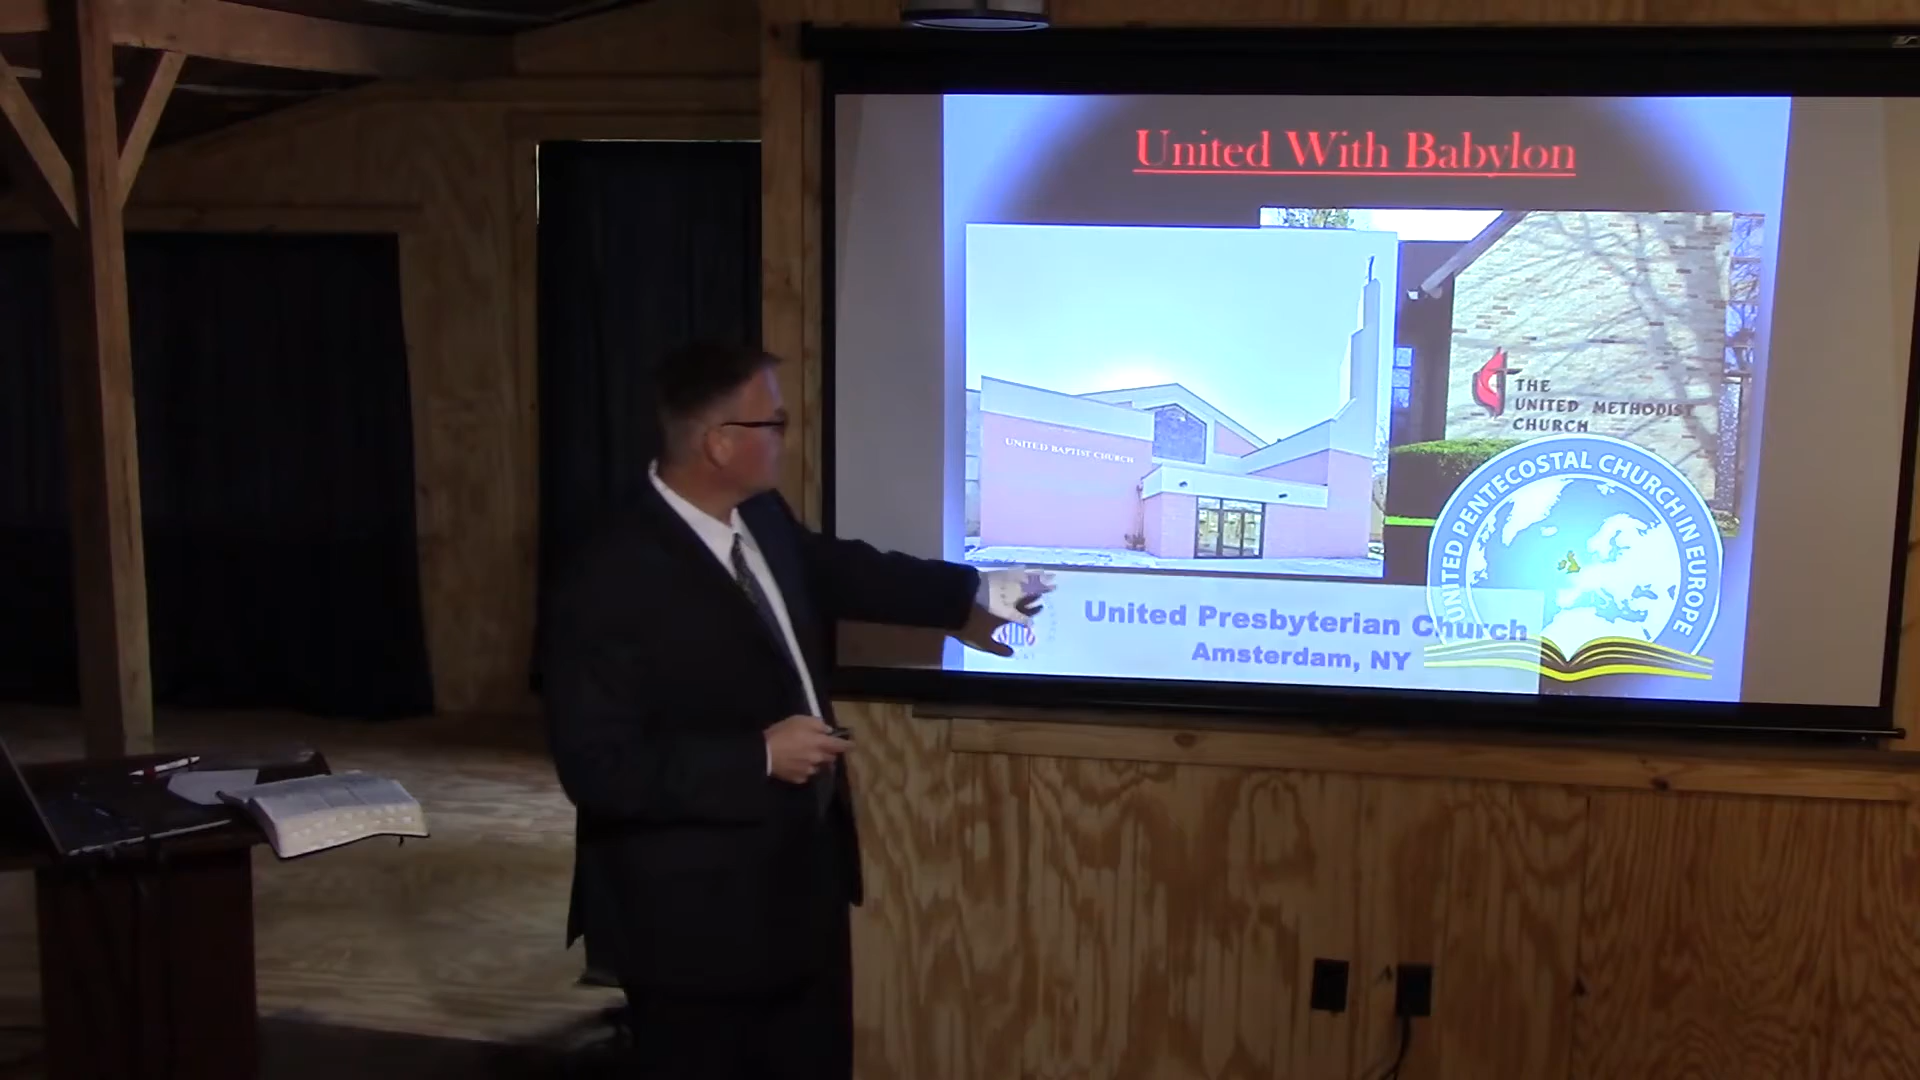 United With Babylon
UNITED BAPTIST CHURCH
THE
UNITED METHODIST
CHURCH
UNITED PENTECOSTAL CHURCH IN EUROPE
United Presbyterian Church
Amsterdam, NY